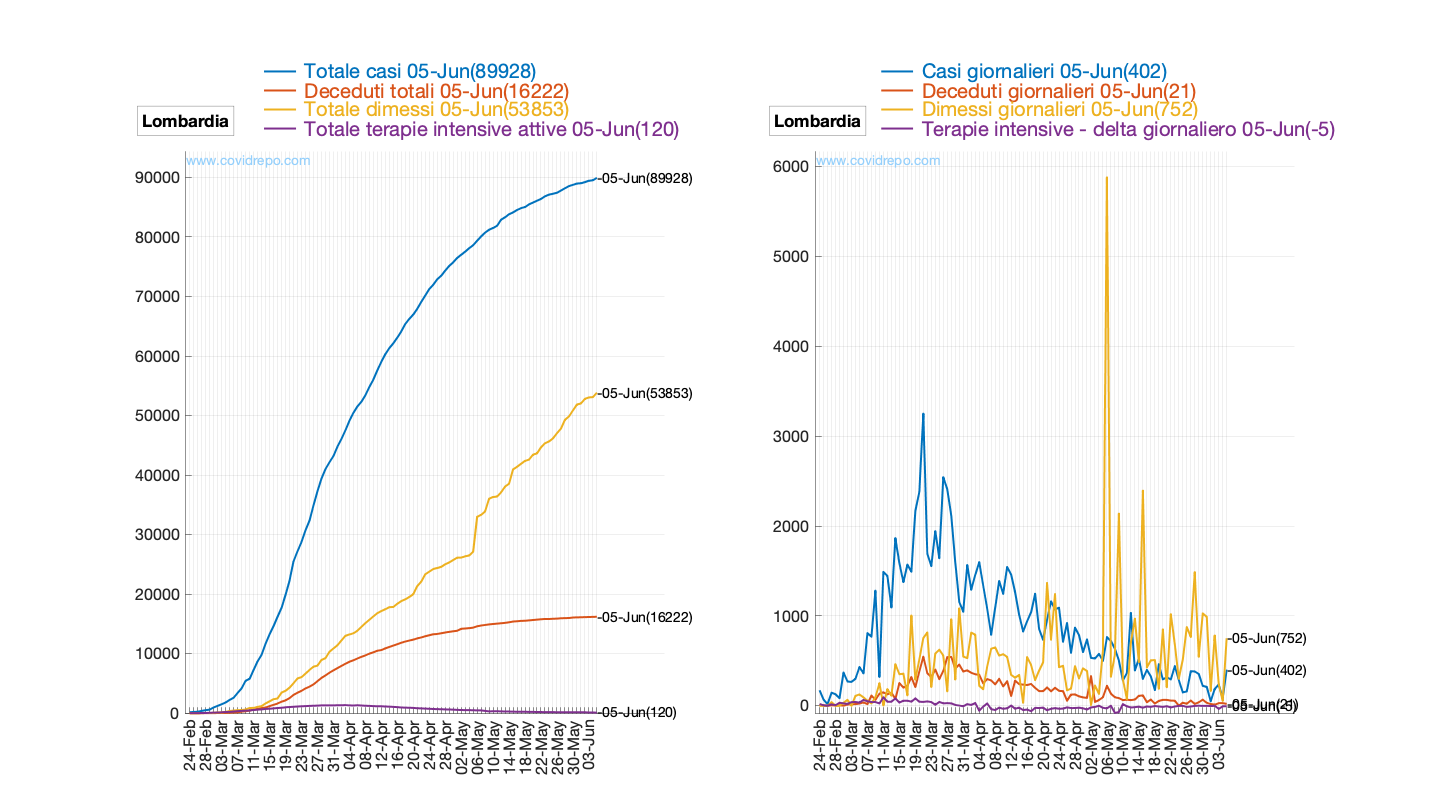 Totale casi 05-Jun(89928)
Deceduti totali 05-Jun(16222)
Totale dimessi 05-Jun(53853)
Totale terapie intensive attive 05-Jun(120)
Lombardia
www.covidrepo.com
90000
80000
70000
60000
50000
40000
30000
20000
10000
0
-05-Jun(89928)
-05-Jun(53853)
-05-Jun(16222)
-05-Jun(120)
24-Feb
28-Feb
03-Mar
07-Mar
11-Mar
15-Mar
19-Mar
23-Mar
27-Mar
31-Mar
04-Apr
08-Apr
12-Apr
16-Apr
20-Apr
24-Apr
28-Apr
02-May
06-May
10-May
14-May
18-May
22-May
26-May
30-May
03-Jun
Casi giornalieri 05-Jun(402)
Deceduti giornalieri 05-Jun(21)
Dimessi giornalieri 05-Jun(752)
Terapie intensive - delta giornaliero 05-Jun(-5)
Lombardia
www.covidrepo.com
6000
5000
4000
3000
2000
1000
0
-05-Jun(752)
-05-Jun(402)
-05-Jun(21)
-05-Jun(-5)
24-Feb
28-Feb
03-Mar
07-Mar
11-Mar
15-Mar
19-Mar
23-Mar
27-Mar
31-Mar
04-Apr
08-Apr
12-Apr
16-Apr
20-Apr
24-Apr
28-Apr
02-May
06-May
10-May
14-May
18-May
22-May
26-May
30-May
03-Jun